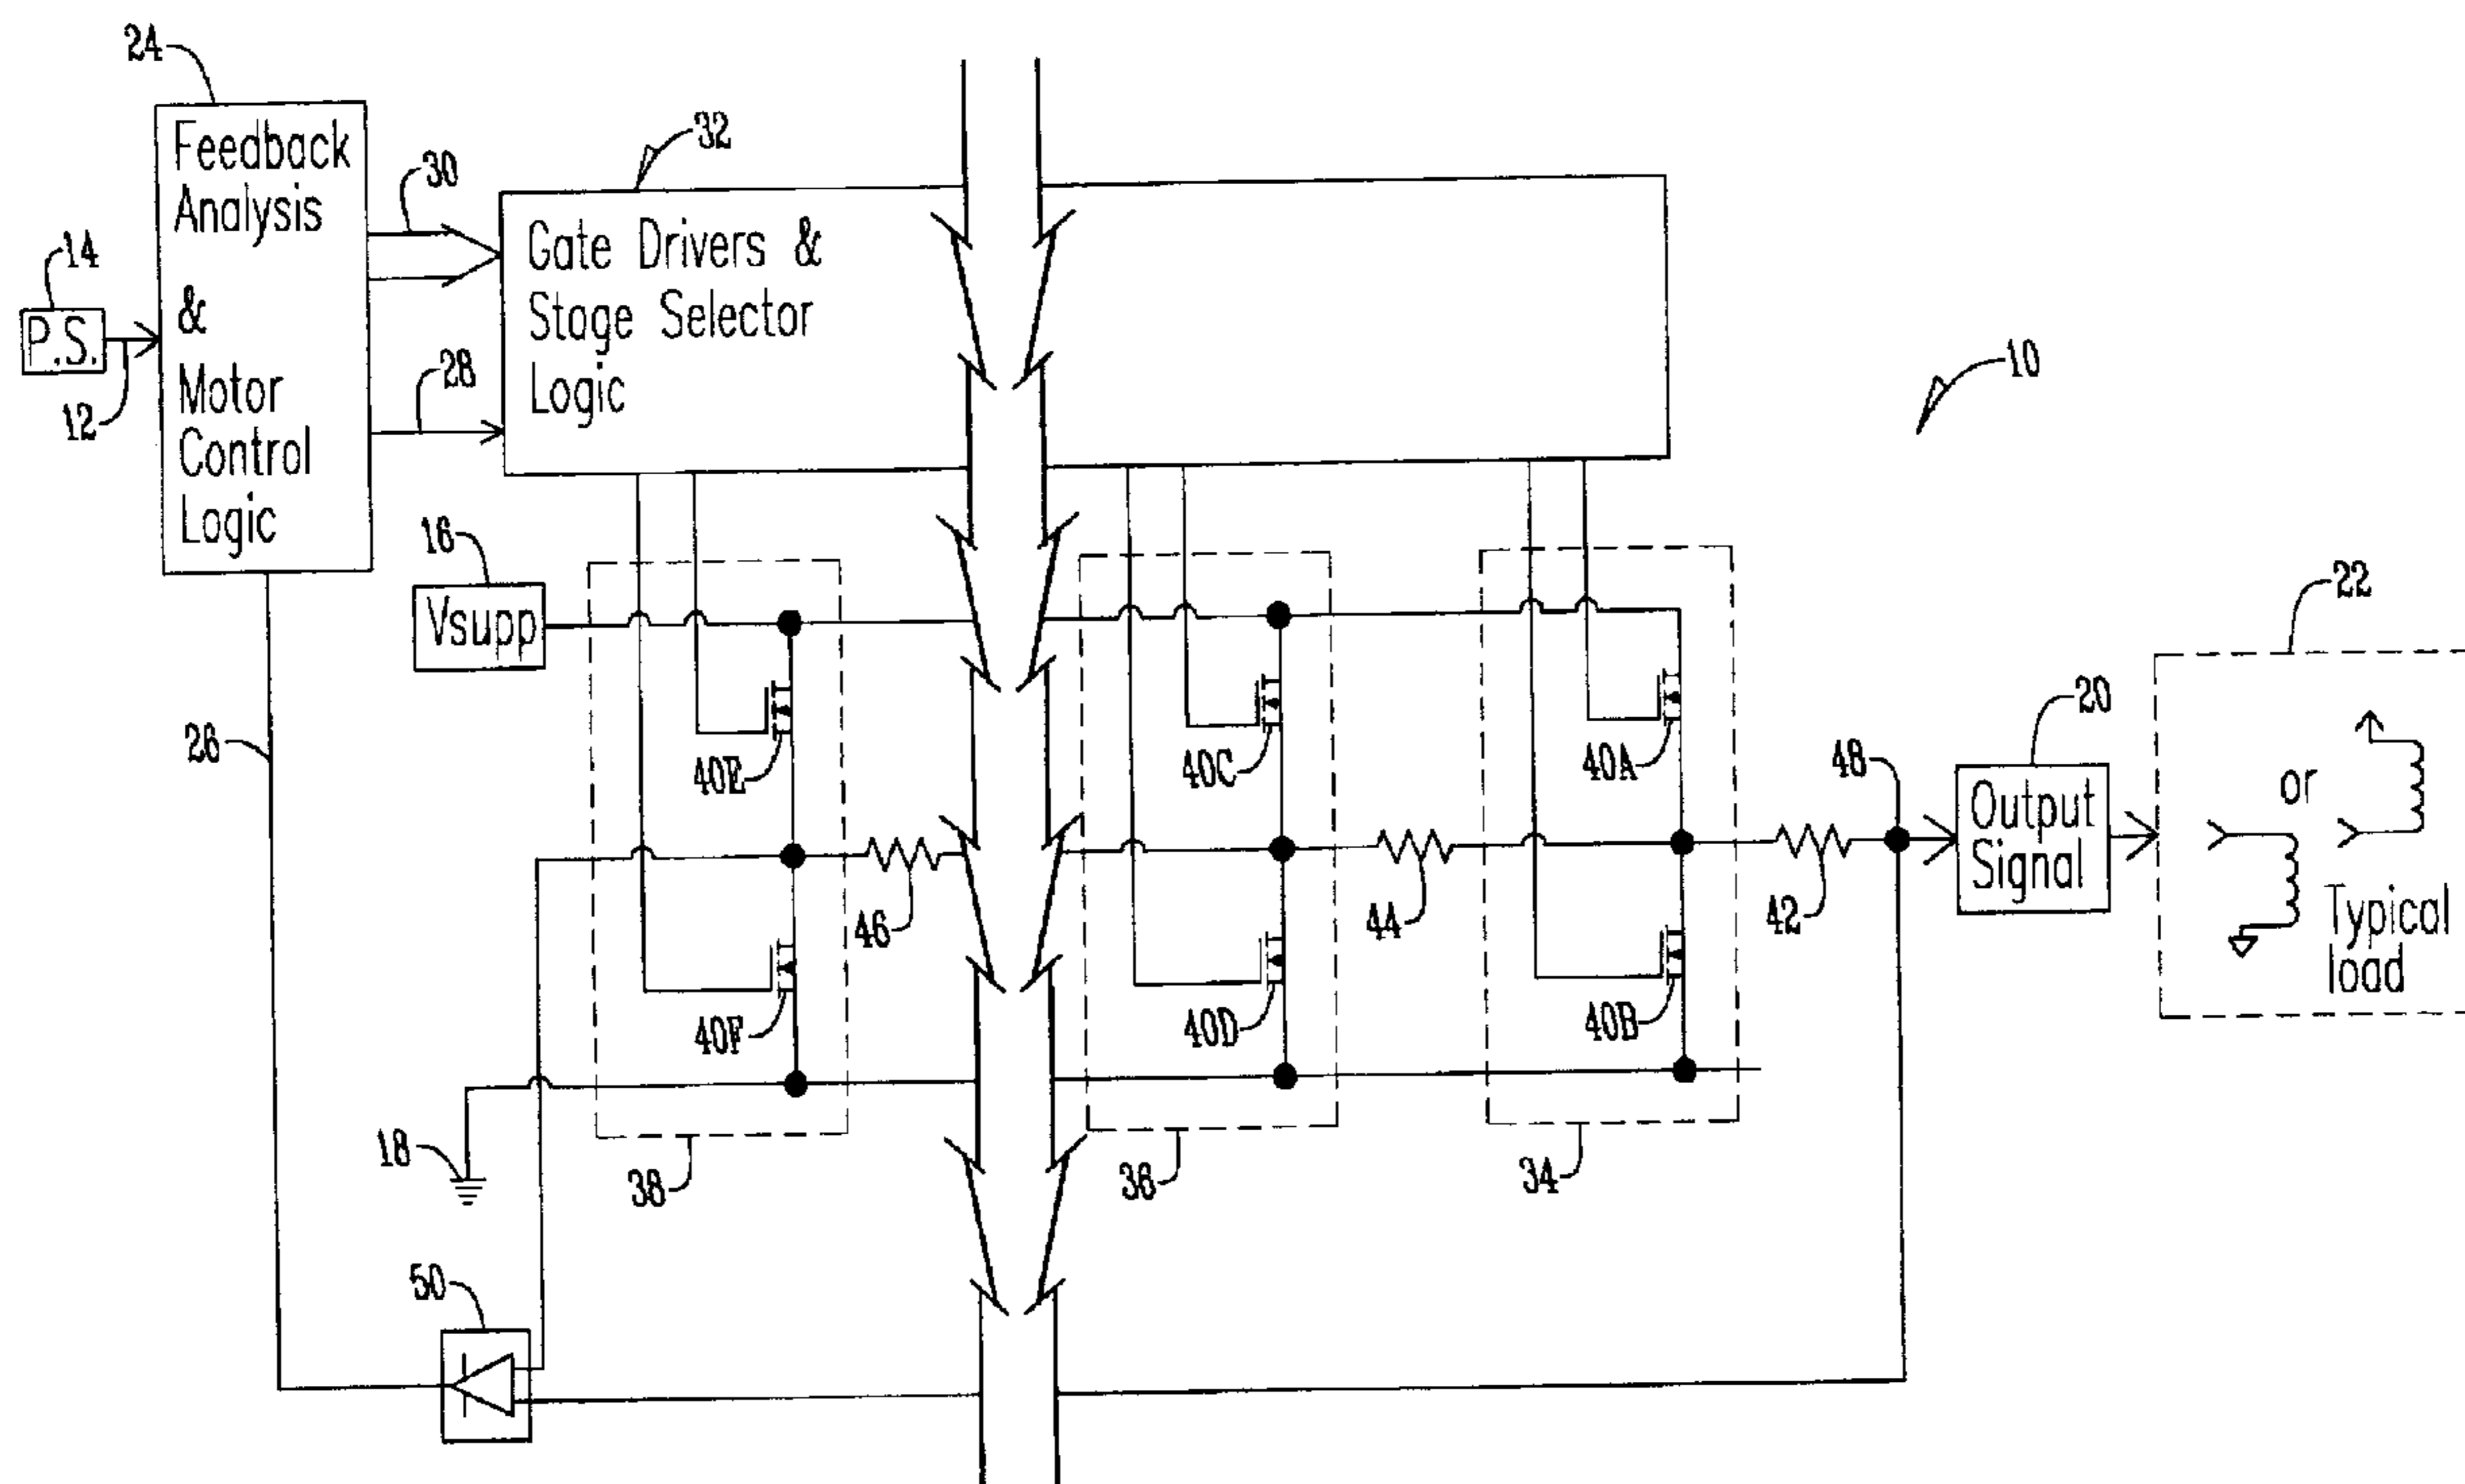 24
Feedback
Analysis
&
Motor
Control
Logic
14
P.S.
12
30
28
32
Gate Drivers &
Stage Selector
Logic
10
16
Vsupp
26
40E
40F
46
38
40C
40D
44
36
40A
40B
42
34
48
20
Output
Signal
22
or
Typical
load
18
50